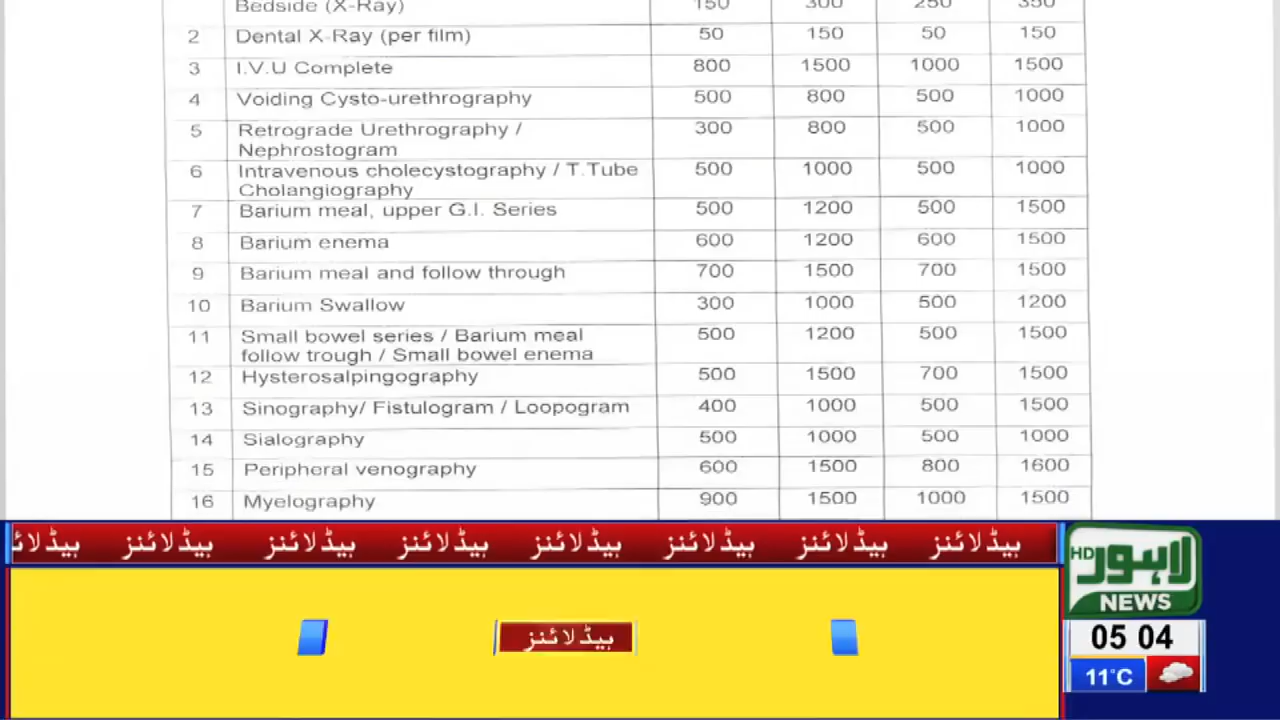 Bedside (X-Ray) 150 300 250 350
2 Dental X-Ray (per film) 50 150 50 150
3 I.V.U Complete 800 1500 1000 1500
4 Voiding Cysto-urethrography 500 800 500 1000
5 Retrograde Urethrography / 300 800 500 1000
Nephrostogram
6 Intravenous cholecystography / T.Tube 500 1000 500 1000
Cholangiography
7 Barium meal, upper G.I. Series 500 1200 500 1500
8 Barium enema 600 1200 600 1500
9 Barium meal and follow through 700 1500 700 1500
10 Barium Swallow 300 1000 500 1200
11 Small bowel series / Barium meal 500 1200 500 1500
follow trough / Small bowel enema
12 Hysterosalpingography 500 1500 700 1500
13 Sinography/ Fistulogram / Loopogram 400 1000 500 1500
14 Sialography 500 1000 500 1000
15 Peripheral venography 600 1500 800 1600
16 Myelography 900 1500 1000 1500
ہیڈلائنز ہیڈلائنز ہیڈلائنز ہیڈلائنز ہیڈلائنز ہیڈلائنز ہیڈلائنز ہیڈلائنز
HD لاہور
NEWS
ہیڈلائنز
05 04
11°C